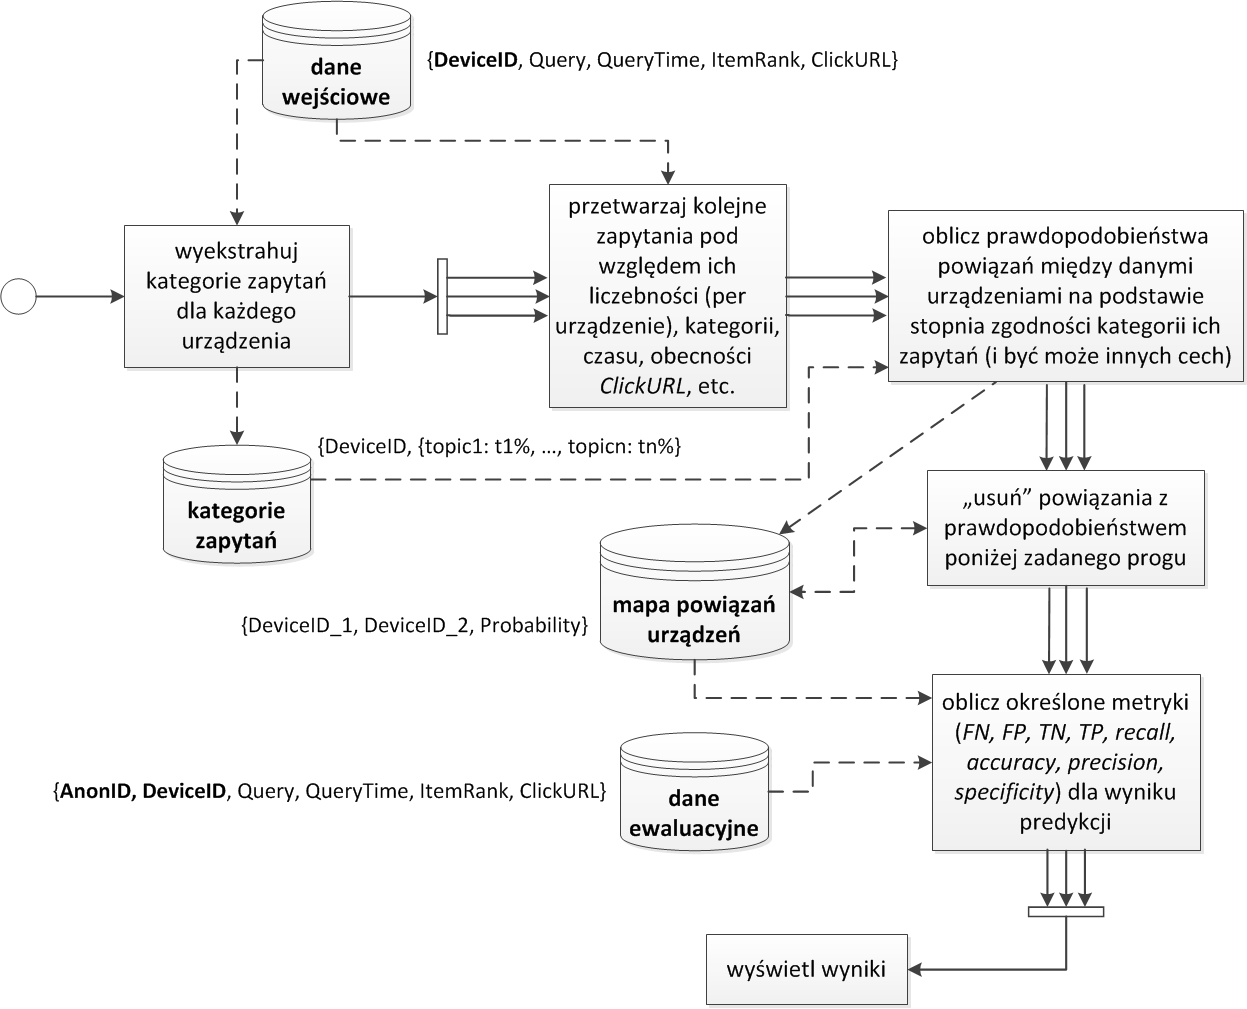 dane
wejściowe
{DeviceID, Query, QueryTime, ItemRank, ClickURL}
wyekstrahuj
kategorie zapytań
dla każdego
urządzenia
przetwarzaj kolejne
zapytania pod
względem ich
liczebności (per
urządzenie), kategorii,
czasu, obecności
ClickURL, etc.
oblicz prawdopodobieństwa
powiązań między danymi
urządzeniami na podstawie
stopnia zgodności kategorii ich
zapytań (i być może innych cech)
{DeviceID, {topic1: t1%, ..., topicn: tn%}
kategorie
zapytań
„usuń” powiązania z
prawdopodobieństwem
poniżej zadanego progu
mapa powiązań
urządzeń
{DeviceID_1, DeviceID_2, Probability}
oblicz określone metryki
(FN, FP, TN, TP, recall,
accuracy, precision,
specificity) dla wyniku
predykcji
{AnonID, DeviceID, Query, QueryTime, ItemRank, ClickURL}
dane
ewaluacyjne
wyświetl wyniki